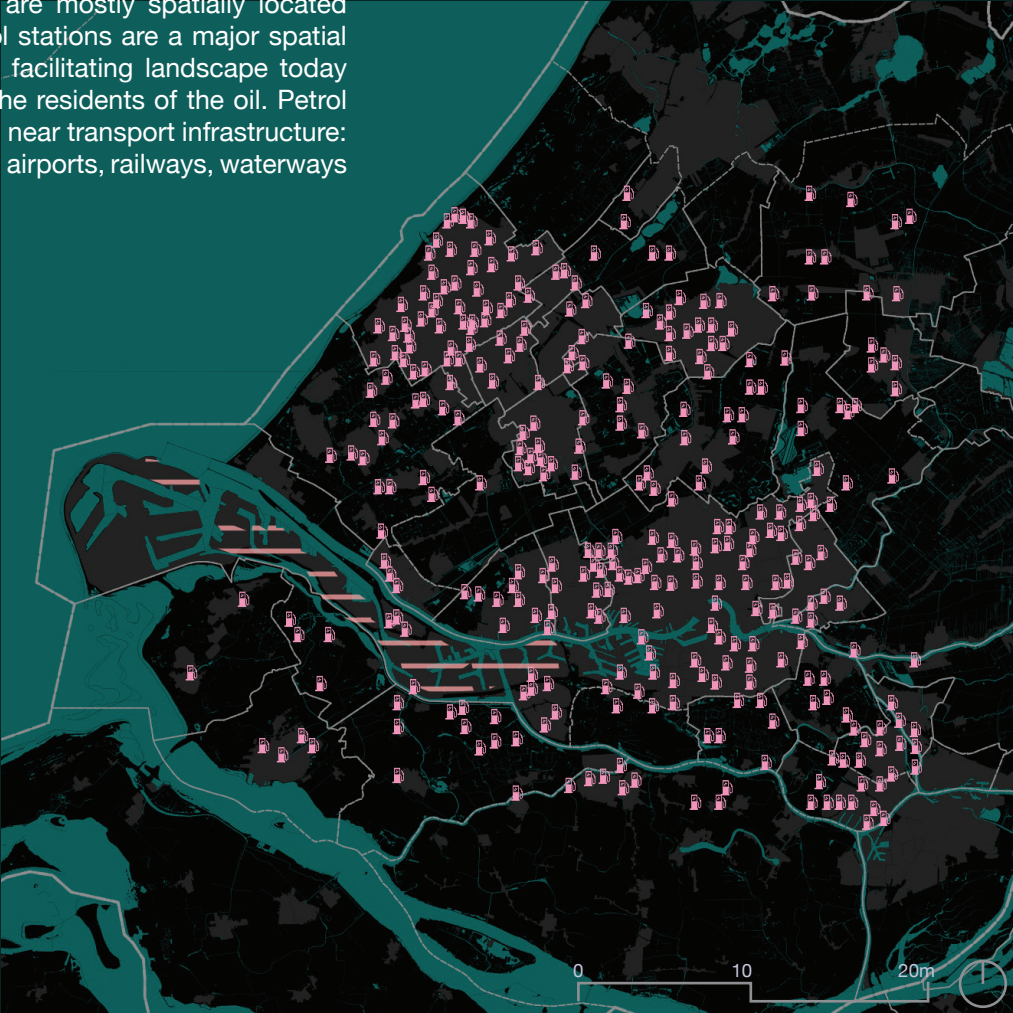 are mostly spatially located
stations are a major spatial
facilitating landscape today
he residents of the oil. Petrol
near transport infrastructure:
airports, railways, waterways
0 10 20m